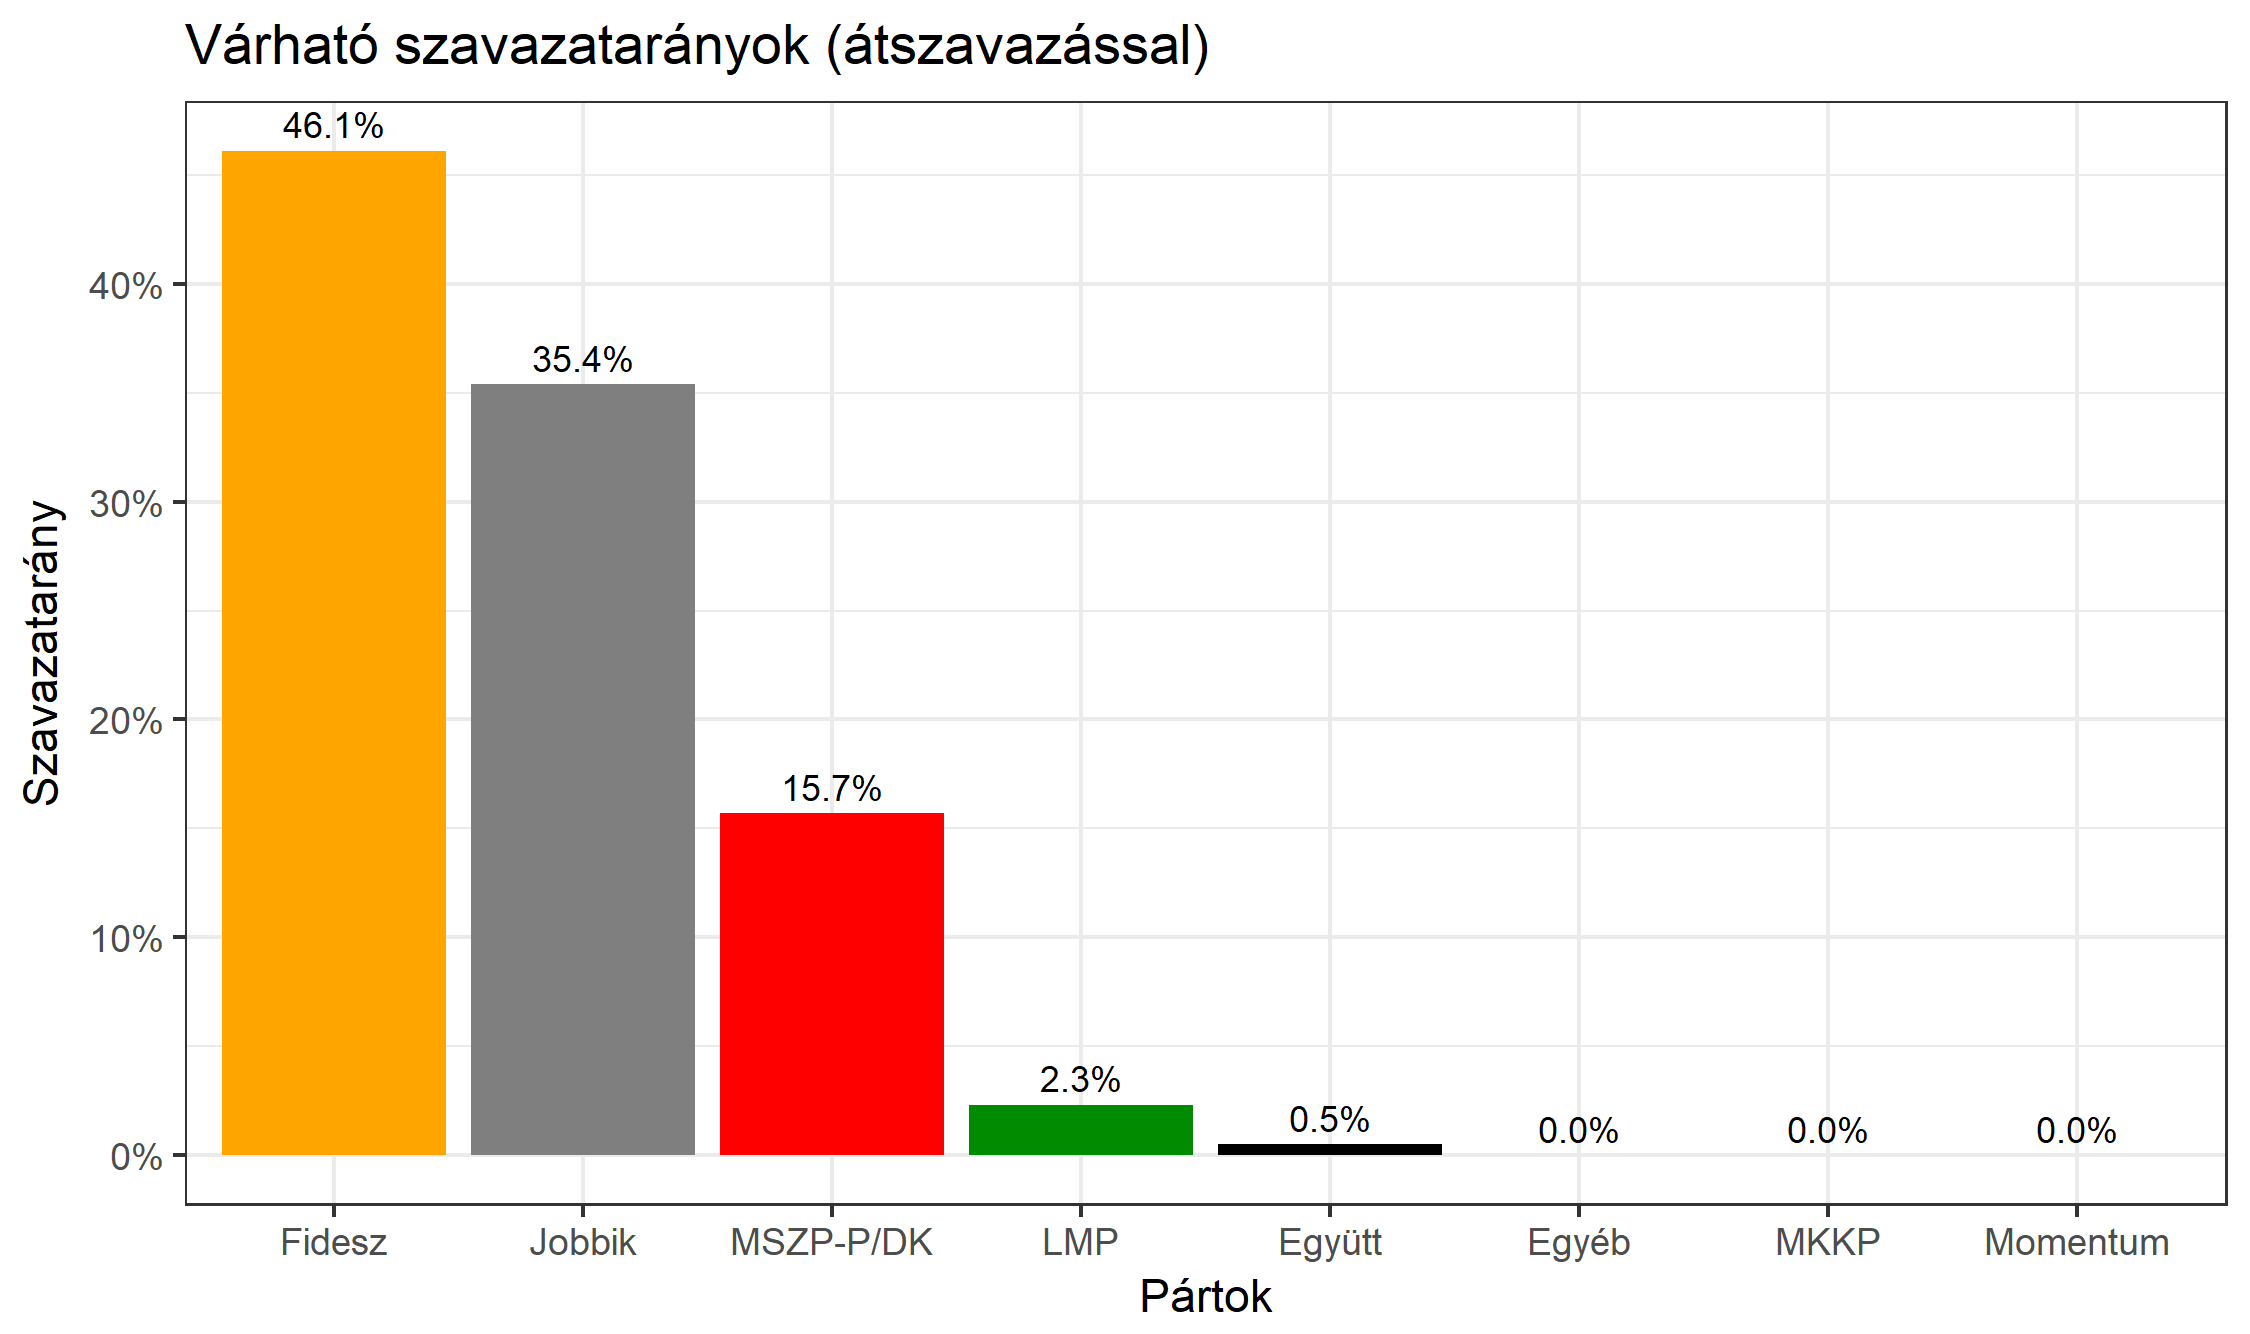 Várható szavazatarányok (átszavazással)
46.1%
35.4%
15.7%
2.3%
0.5%
0.0%
0.0%
0.0%
Szavazatarány
40%
30%
20%
10%
0%
Fidesz
Jobbik
MSZP-P/DK
LMP
Együtt
Egyéb
MKKP
Momentum
Pártok